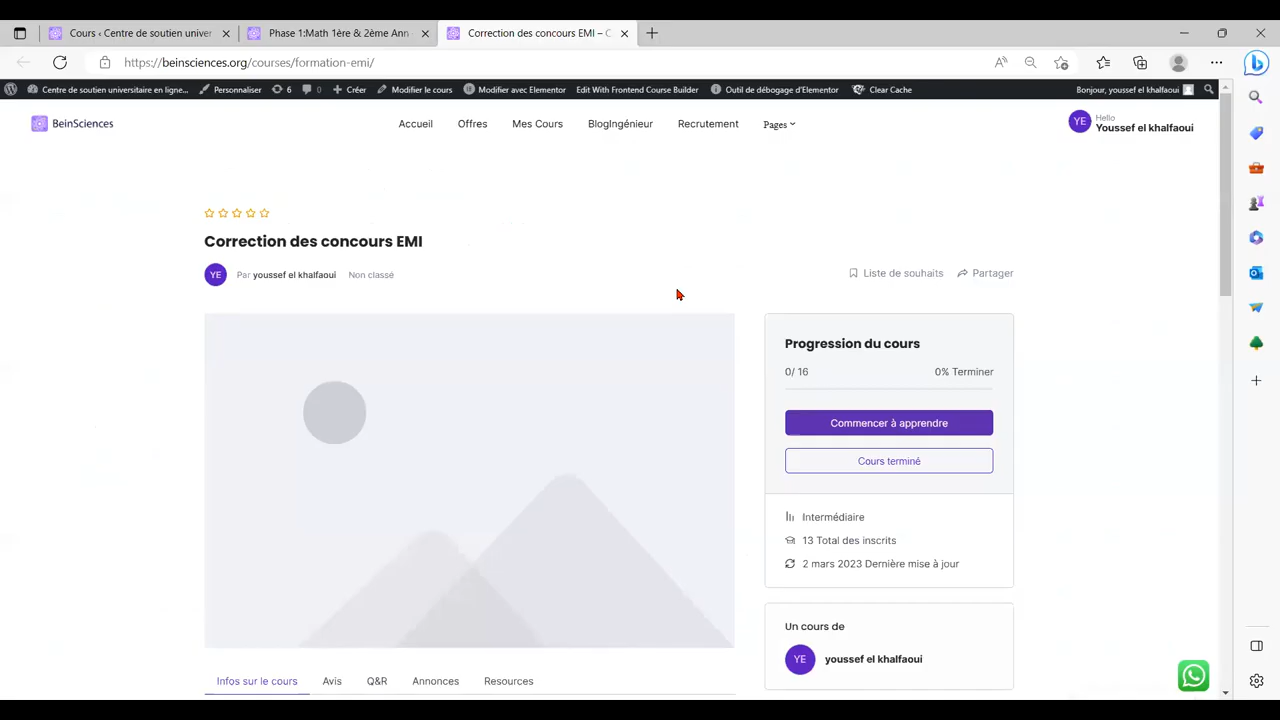 Cours ‹ Centre de soutien univer
Phase 1:Math 1ère & 2ème Ann
Correction des concours EMI – C
https://beinsciences.org/courses/formation-emi/
Centre de soutien universitaire en ligne...
Personnaliser
6
0
Créer
Modifier le cours
Modifier avec Elementor
Edit With Frontend Course Builder
Outil de débogage d'Elementor
Clear Cache
Bonjour, youssef el khalfaoui
BeinSciences
Accueil
Offres
Mes Cours
BlogIngénieur
Recrutement
Pages
YE
Hello
Youssef el khalfaoui
Correction des concours EMI
YE
Par youssef el khalfaoui
Non classé
Liste de souhaits
Partager
Progression du cours
0/ 16
0% Terminer
Commencer à apprendre
Cours terminé
Intermédiaire
13 Total des inscrits
2 mars 2023 Dernière mise à jour
Un cours de
YE
youssef el khalfaoui
Infos sur le cours
Avis
Q&R
Annonces
Resources